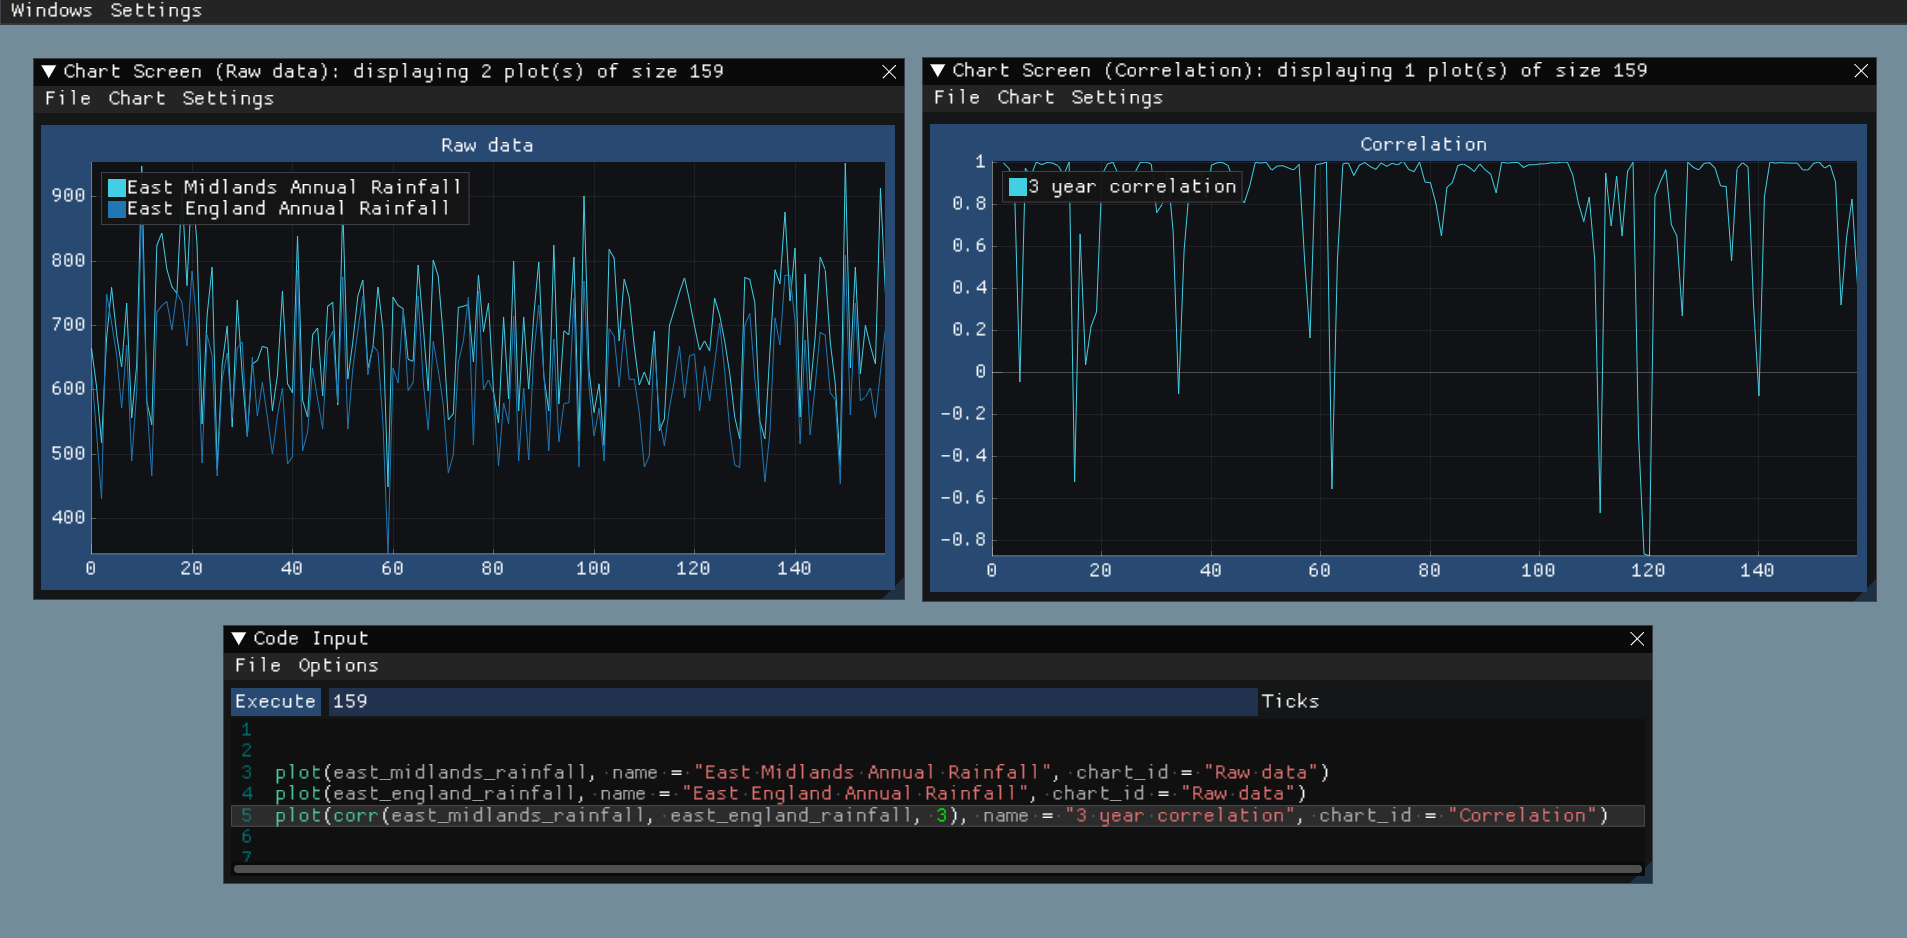 Windows Settings
Chart Screen (Raw data): displaying 2 plot(s) of size 159
File Chart Settings
Raw data
East Midlands Annual Rainfall
East England Annual Rainfall
900
800
700
600
500
400
0 20 40 60 80 100 120 140
Chart Screen (Correlation): displaying 1 plot(s) of size 159
File Chart Settings
Correlation
3 year correlation
1
0.8
0.6
0.4
0.2
0
-0.2
-0.4
-0.6
-0.8
0 20 40 60 80 100 120 140
Code Input
File Options
Execute 159 Ticks
1
2
3 plot(east_midlands_rainfall, name = "East Midlands Annual Rainfall", chart_id = "Raw data")
4 plot(east_england_rainfall, name = "East England Annual Rainfall", chart_id = "Raw data")
5 plot(corr(east_midlands_rainfall, east_england_rainfall, 3), name = "3 year correlation", chart_id = "Correlation")
6
7